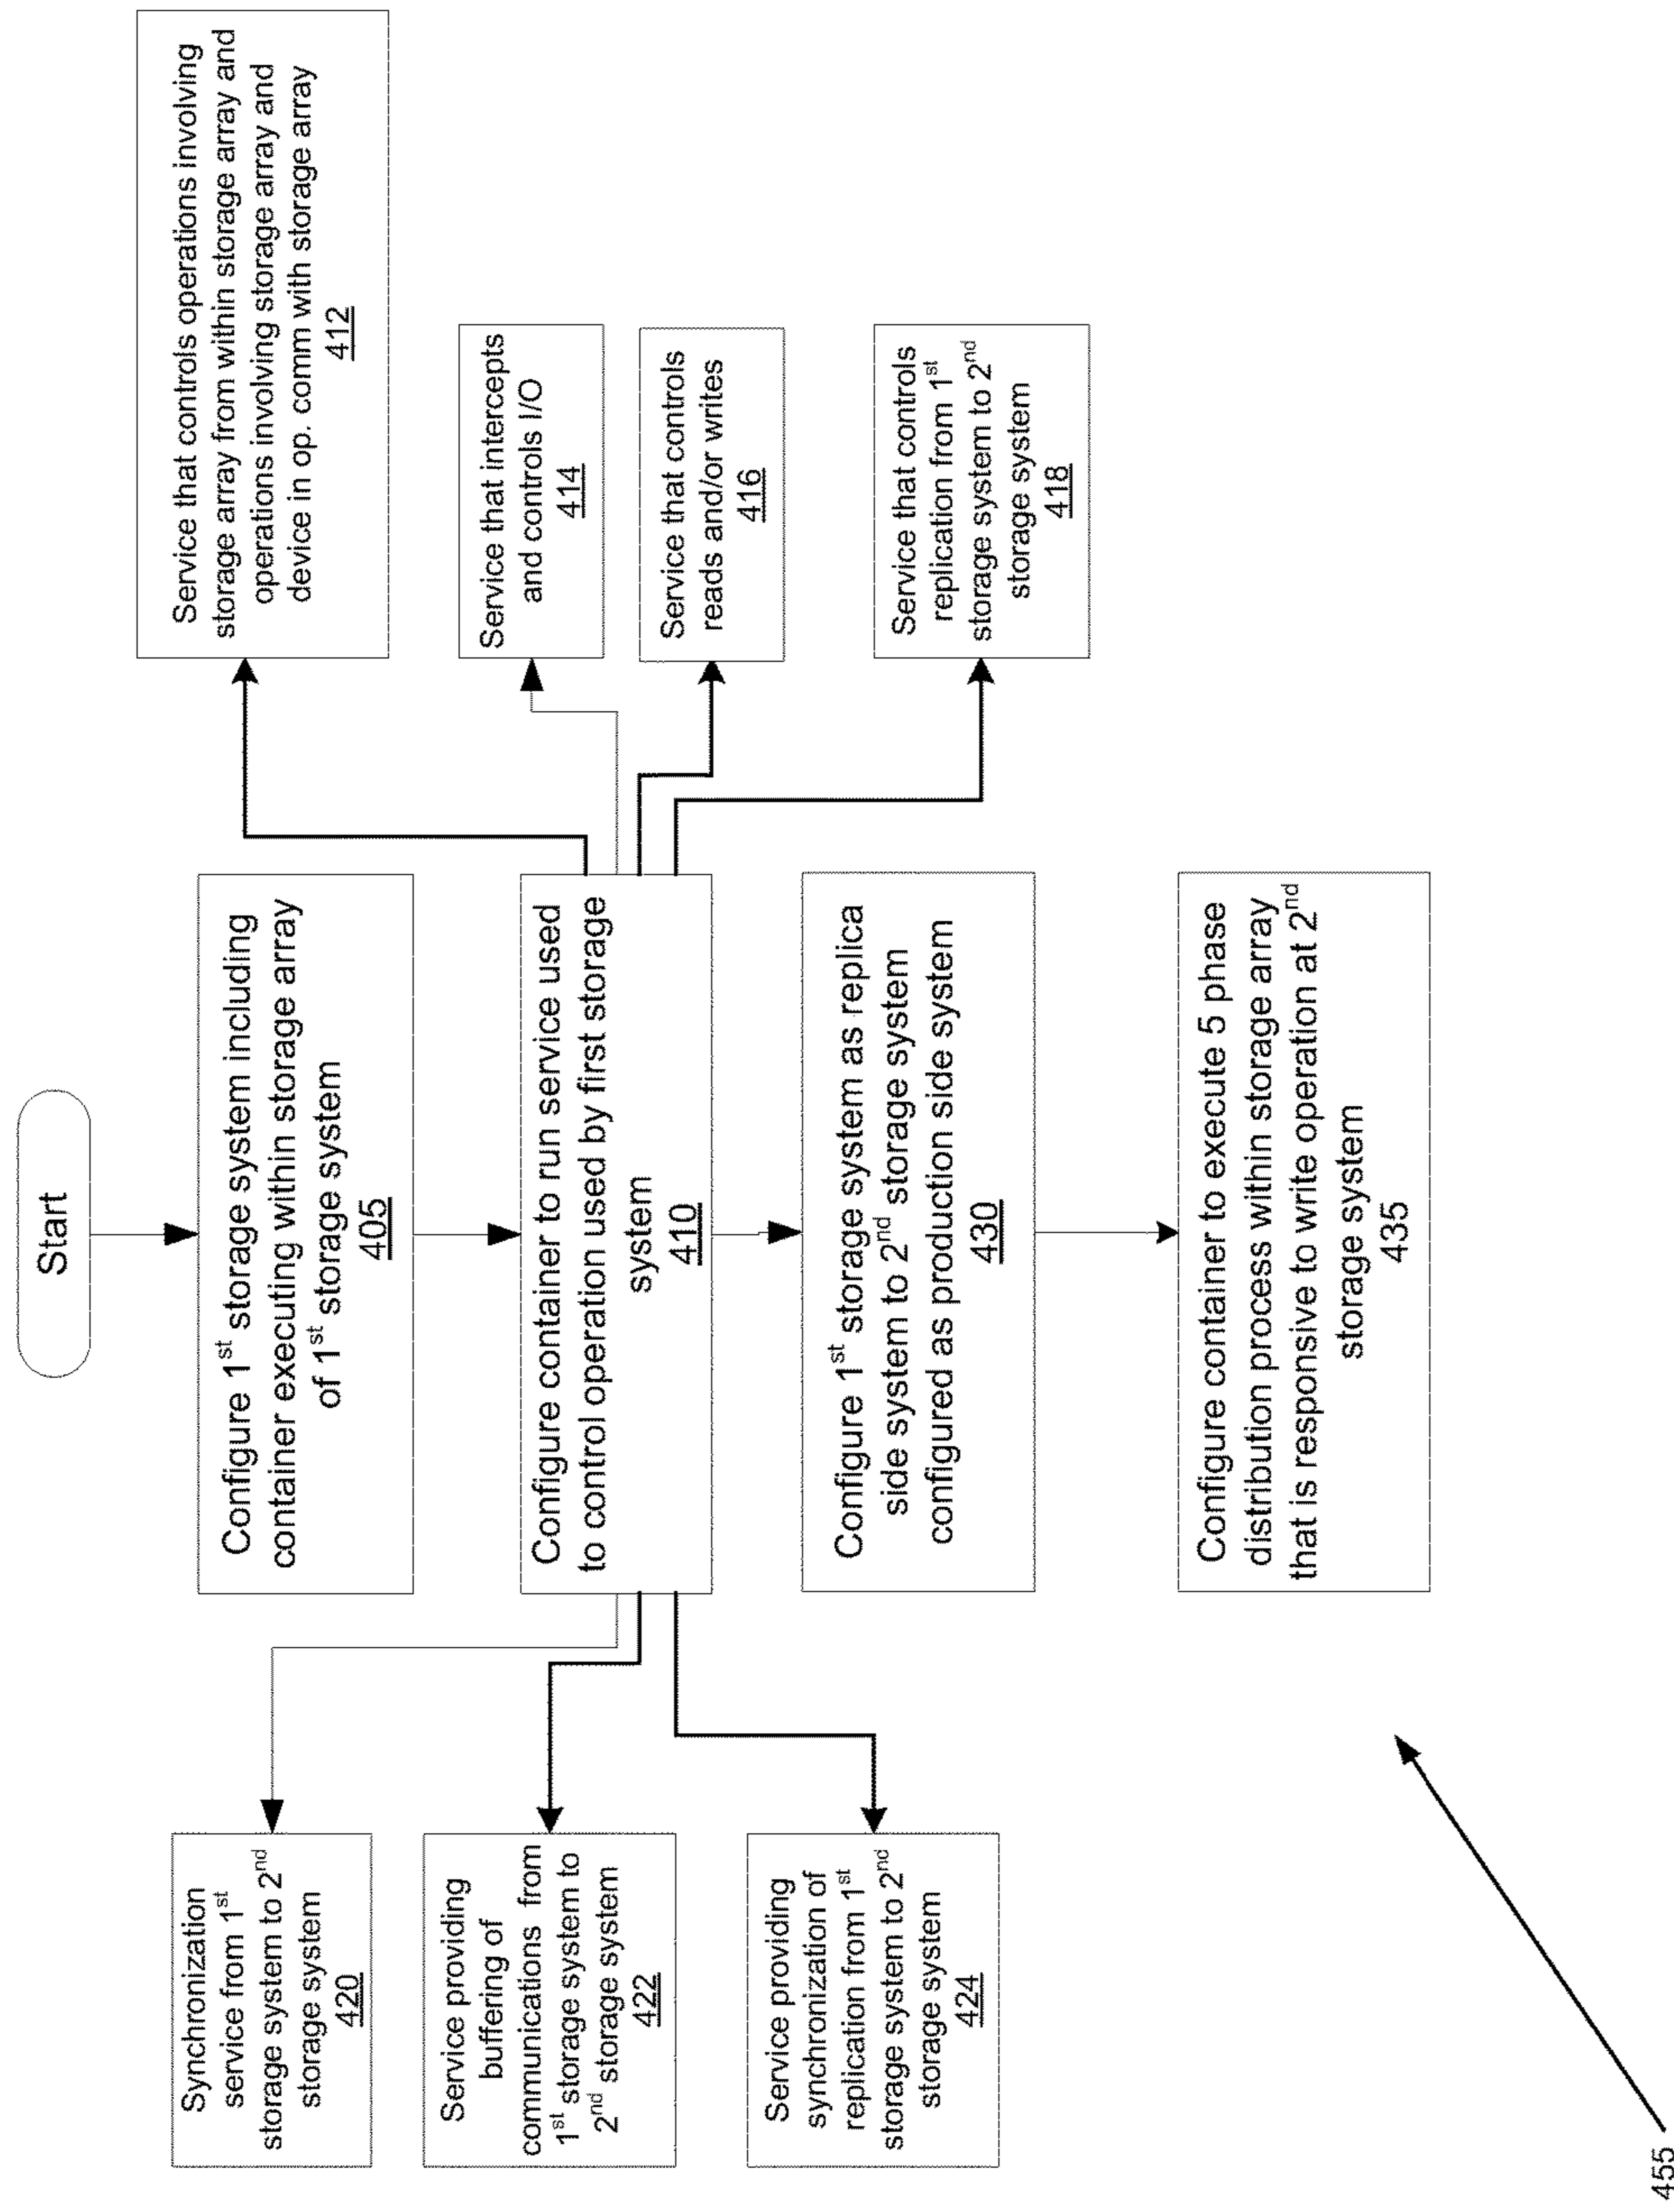 Start
Configure 1st storage system including
container executing within storage array
of 1st storage system
405
Configure container to run service used
to control operation used by first storage
system
410
Configure 1st storage system as replica
side system to 2nd storage system
configured as production side system
430
Configure container to execute 5 phase
distribution process within storage array
that is responsive to write operation at 2nd
storage system
435
Synchronization
service from 1st
storage system to 2nd
storage system
420
Service providing
buffering of
communications from
1st storage system to
2nd storage system
422
Service providing
synchronization of
replication from 1st
storage system to 2nd
storage system
424
Service that controls operations involving
storage array from within storage array and
operations involving storage array and
device in op. comm with storage array
412
Service that intercepts
and controls I/O
414
Service that controls
reads and/or writes
416
Service that controls
replication from 1st
storage system to 2nd
storage system
418
455